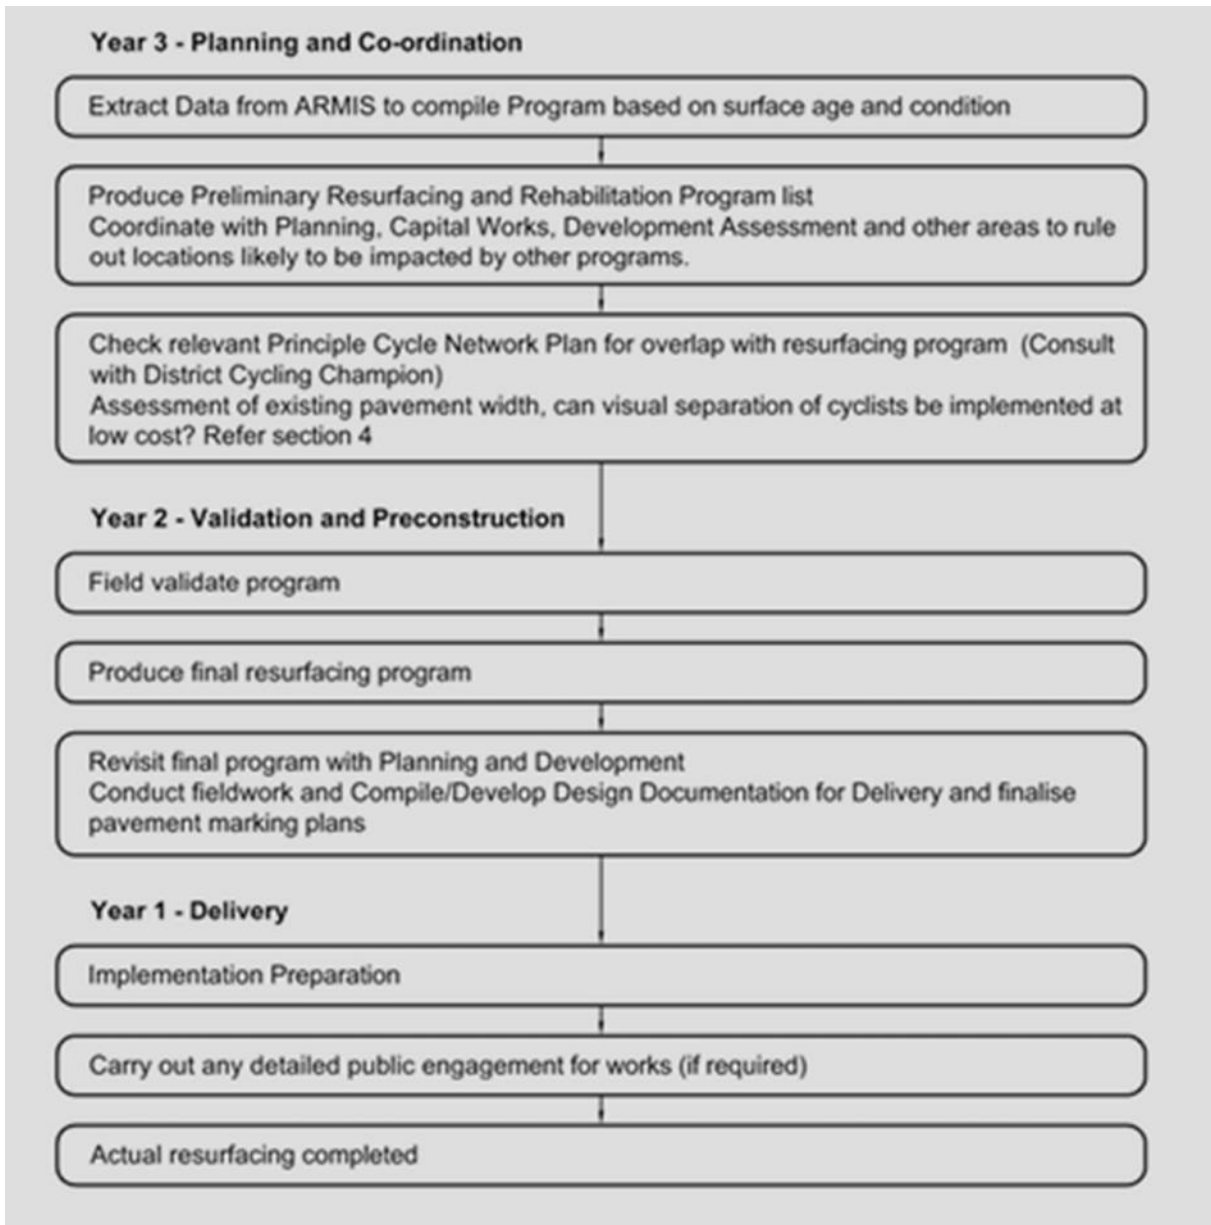 Year 3 - Planning and Co-ordination
Extract Data from ARMIS to compile Program based on surface age and condition
Produce Preliminary Resurfacing and Rehabilitation Program list
Coordinate with Planning, Capital Works, Development Assessment and other areas to rule
out locations likely to be impacted by other programs.
Check relevant Principle Cycle Network Plan for overlap with resurfacing program (Consult
with District Cycling Champion)
Assessment of existing pavement width, can visual separation of cyclists be implemented at
low cost? Refer section 4
Year 2 - Validation and Preconstruction
Field validate program
Produce final resurfacing program
Revisit final program with Planning and Development
Conduct fieldwork and Compile/Develop Design Documentation for Delivery and finalise
pavement marking plans
Year 1 - Delivery
Implementation Preparation
Carry out any detailed public engagement for works (if required)
Actual resurfacing completed